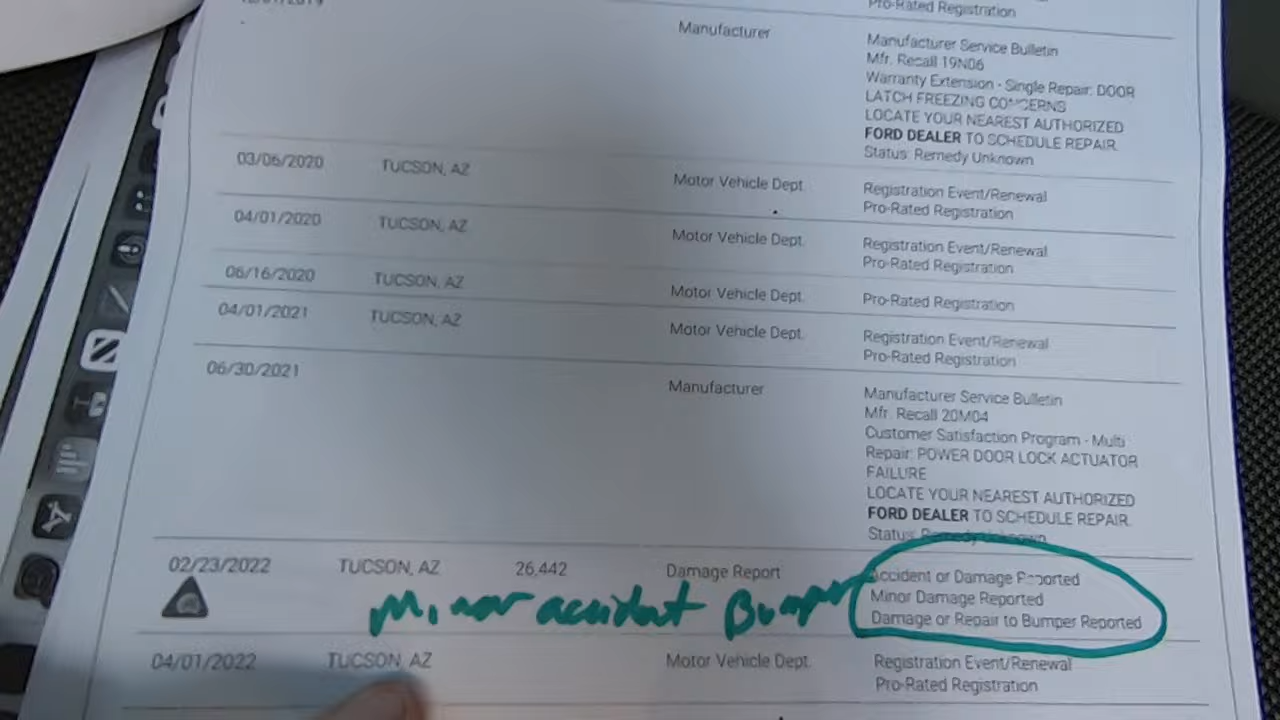 Pro-Rated Registration
Manufacturer
Manufacturer Service Bulletin
Mfr. Recall 19N06
Warranty Extension - Single Repair: DOOR
LATCH FREEZING CONCERNS
LOCATE YOUR NEAREST AUTHORIZED
FORD DEALER TO SCHEDULE REPAIR.
Status: Remedy Unknown
03/06/2020 TUCSON, AZ Motor Vehicle Dept. Registration Event/Renewal
Pro-Rated Registration
04/01/2020 TUCSON, AZ Motor Vehicle Dept. Registration Event/Renewal
Pro-Rated Registration
06/16/2020 TUCSON, AZ Motor Vehicle Dept. Pro-Rated Registration
04/01/2021 TUCSON, AZ Motor Vehicle Dept. Registration Event/Renewal
Pro-Rated Registration
06/30/2021 Manufacturer Manufacturer Service Bulletin
Mfr. Recall 20M04
Customer Satisfaction Program - Multi
Repair: POWER DOOR LOCK ACTUATOR
FAILURE
LOCATE YOUR NEAREST AUTHORIZED
FORD DEALER TO SCHEDULE REPAIR.
Status: Remedy Unknown
02/23/2022 TUCSON, AZ 26,442 Damage Report Accident or Damage Reported
Minor Damage Reported
Damage or Repair to Bumper Reported
Minor accident Bumper
04/01/2022 TUCSON, AZ Motor Vehicle Dept. Registration Event/Renewal
Pro-Rated Registration